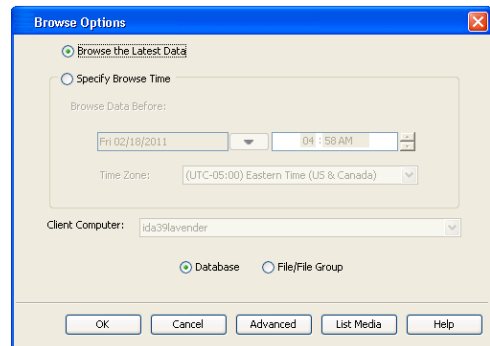 Browse Options
Browse the Latest Data
Specify Browse Time
Browse Data Before:
Fri 02/18/2011 04 : 58 AM
Time Zone: (UTC-05:00) Eastern Time (US & Canada)
Client Computer: ida39lavender
Database File/File Group
OK Cancel Advanced List Media Help